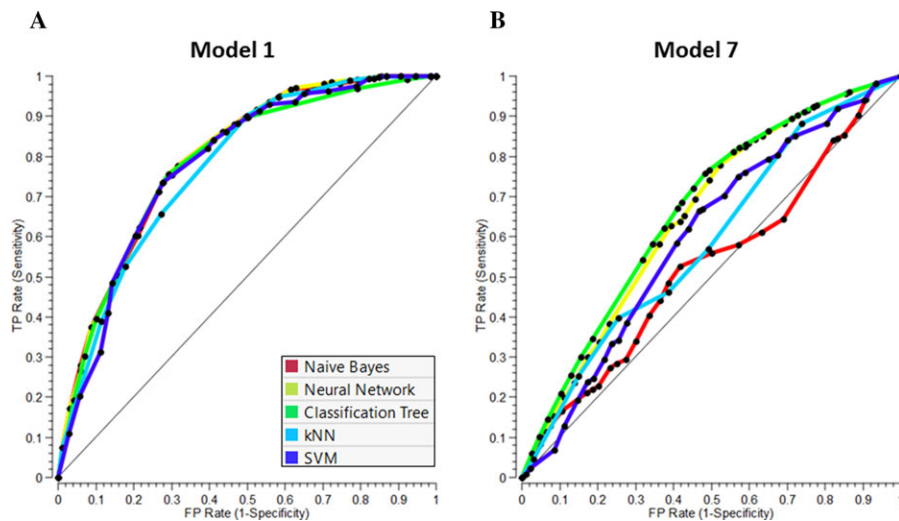 A
B
Model 1
Model 7
TP Rate (Sensitivity)
1
0.9
0.8
0.7
0.6
0.5
0.4
0.3
0.2
0.1
0
Naive Bayes
Neural Network
Classification Tree
kNN
SVM
0 0.1 0.2 0.3 0.4 0.5 0.6 0.7 0.8 0.9 1
FP Rate (1-Specificity)
TP Rate (Sensitivity)
1
0.9
0.8
0.7
0.6
0.5
0.4
0.3
0.2
0.1
0
0 0.1 0.2 0.3 0.4 0.5 0.6 0.7 0.8 0.9 1
FP Rate (1-Specificity)